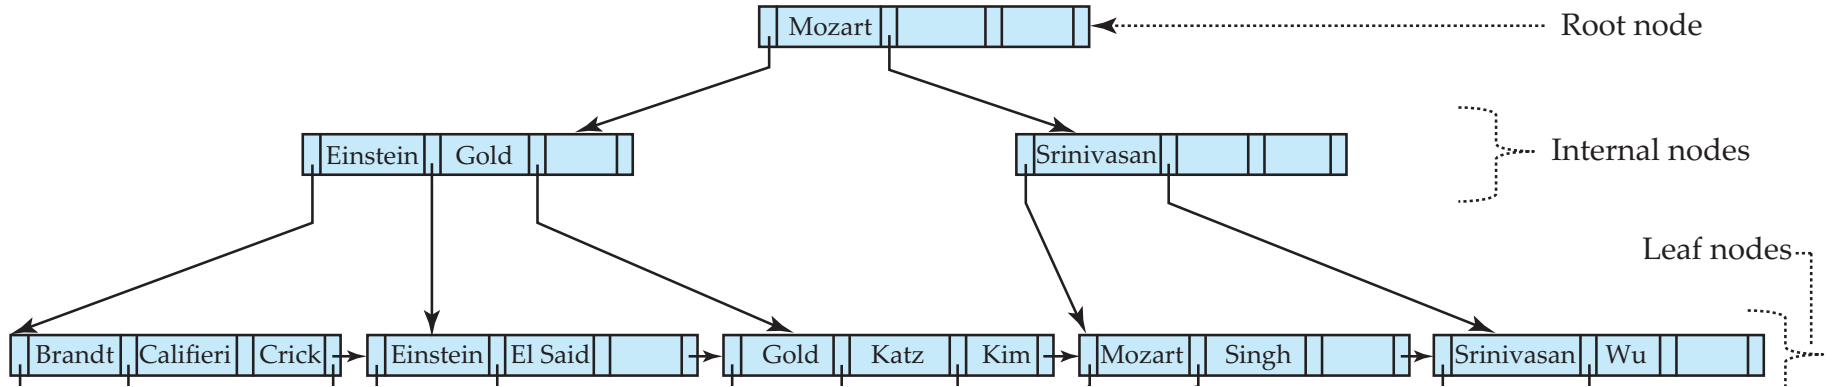 Mozart
Root node
Einstein Gold
Srinivasan
Internal nodes
Leaf nodes
Brandt Califieri Crick
Einstein El Said
Gold Katz Kim
Mozart Singh
Srinivasan Wu